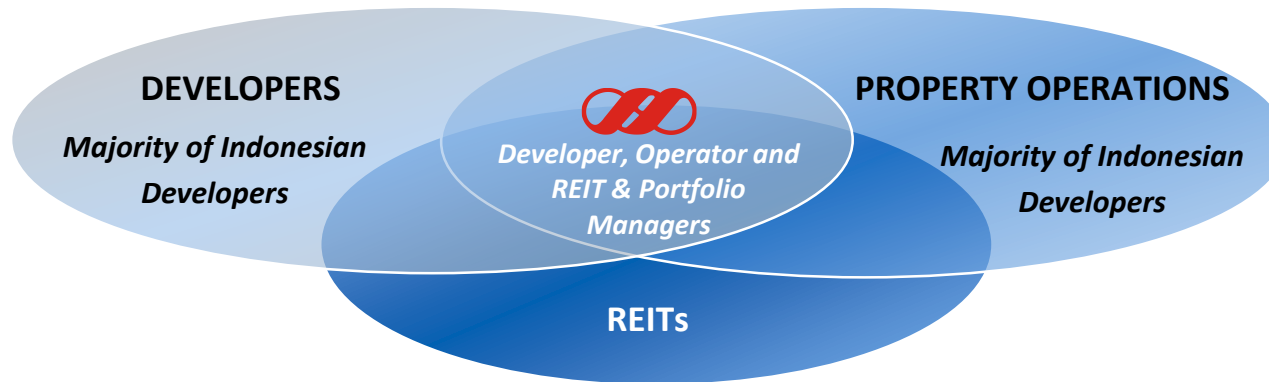 DEVELOPERS
Majority of Indonesian
Developers
Developer, Operator and
REIT & Portfolio
Managers
PROPERTY OPERATIONS
Majority of Indonesian
Developers
REITs